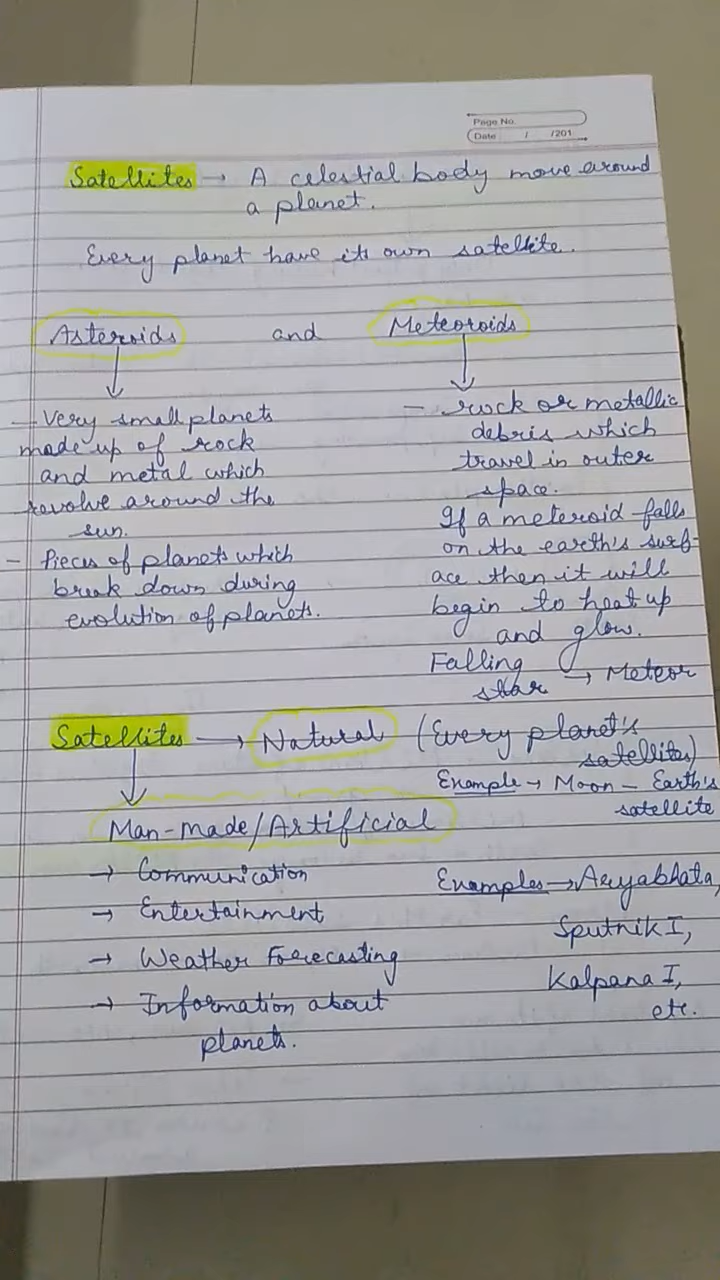 Page No.
Date / /201
Satellites → A celestial body move around
a planet.
Every planet have its own satellite.
Asteroids and Meteoroids
- Very small planets
made up of rock
and metal which
revolve around the
sun.
- Pieces of planets which
break down during
evolution of planets.
- rock or metallic
debris which
travel in outer
space.
If a meteroid falls
on the earth's surf-
ace then it will
begin to heat up
and glow.
Falling
star → Meteor
Satellites → Natural (Every planet's
satellites)
Example → Moon - Earth's
satellite
Man-made/Artificial
→ Communication
→ Entertainment
→ Weather Forecasting
→ Information about
planets.
Examples → Aryabhata,
Sputnik I,
Kalpana I,
etc.